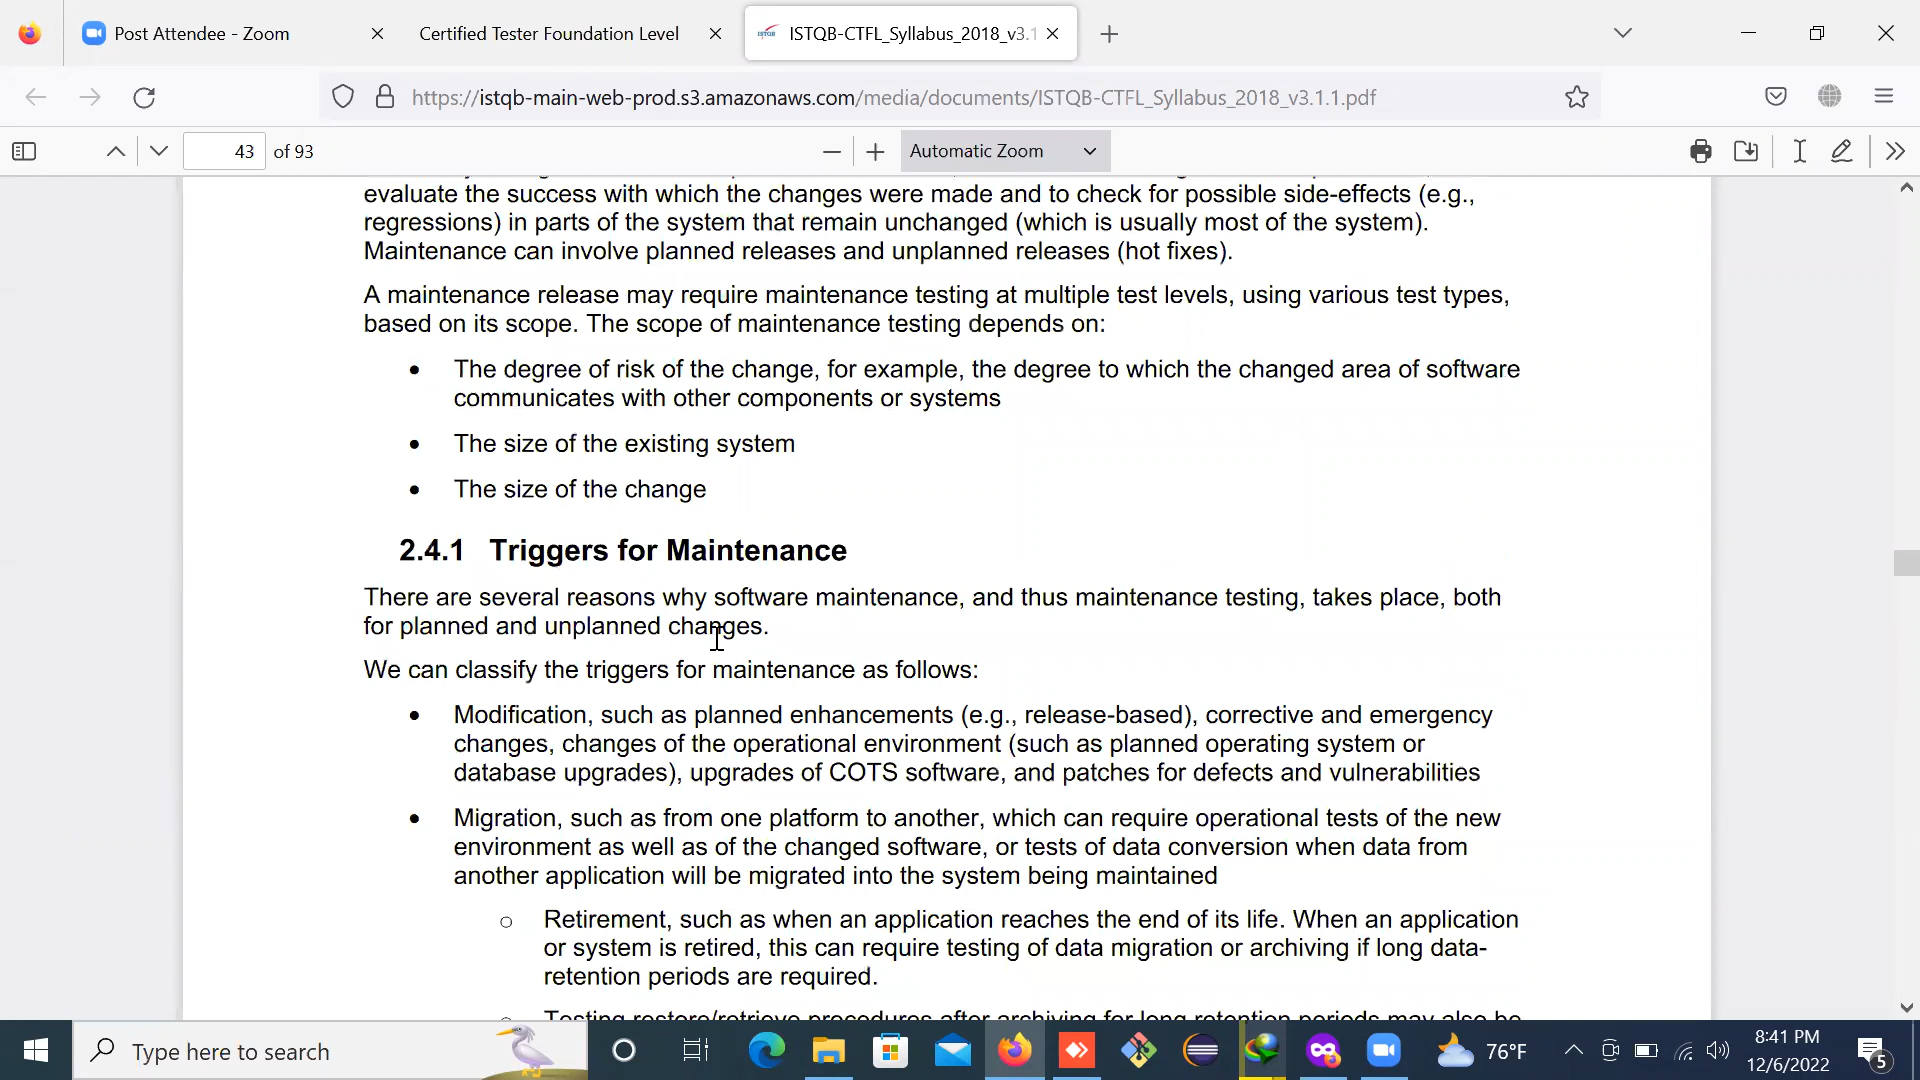 Post Attendee - Zoom
Certified Tester Foundation Level
ISTQB-CTFL_Syllabus_2018_v3.1
https://istqb-main-web-prod.s3.amazonaws.com/media/documents/ISTQB-CTFL_Syllabus_2018_v3.1.1.pdf
43 of 93
Automatic Zoom
evaluate the success with which the changes were made and to check for possible side-effects (e.g.,
regressions) in parts of the system that remain unchanged (which is usually most of the system).
Maintenance can involve planned releases and unplanned releases (hot fixes).
A maintenance release may require maintenance testing at multiple test levels, using various test types,
based on its scope. The scope of maintenance testing depends on:
• The degree of risk of the change, for example, the degree to which the changed area of software
communicates with other components or systems
• The size of the existing system
• The size of the change
2.4.1 Triggers for Maintenance
There are several reasons why software maintenance, and thus maintenance testing, takes place, both
for planned and unplanned changes.
We can classify the triggers for maintenance as follows:
• Modification, such as planned enhancements (e.g., release-based), corrective and emergency
changes, changes of the operational environment (such as planned operating system or
database upgrades), upgrades of COTS software, and patches for defects and vulnerabilities
• Migration, such as from one platform to another, which can require operational tests of the new
environment as well as of the changed software, or tests of data conversion when data from
another application will be migrated into the system being maintained
○ Retirement, such as when an application reaches the end of its life. When an application
or system is retired, this can require testing of data migration or archiving if long data-
retention periods are required.
○ Testing restore/retrieve procedures after archiving for long retention periods may also be
Type here to search
76°F
8:41 PM
12/6/2022
5